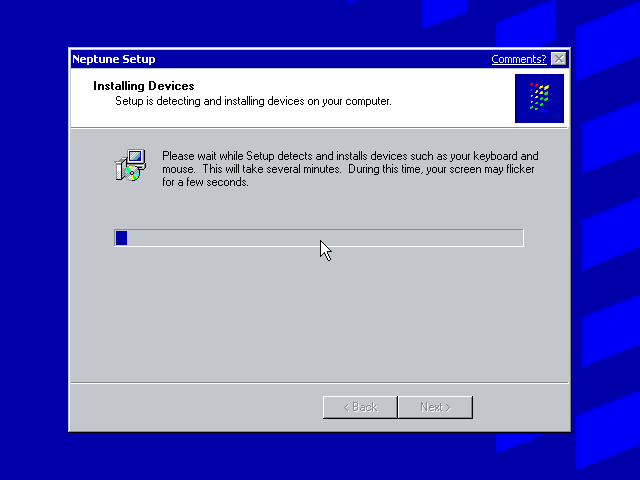 Neptune Setup
Comments?
Installing Devices
Setup is detecting and installing devices on your computer.
Please wait while Setup detects and installs devices such as your keyboard and
mouse.  This will take several minutes.  During this time, your screen may flicker
for a few seconds.
< Back
Next >